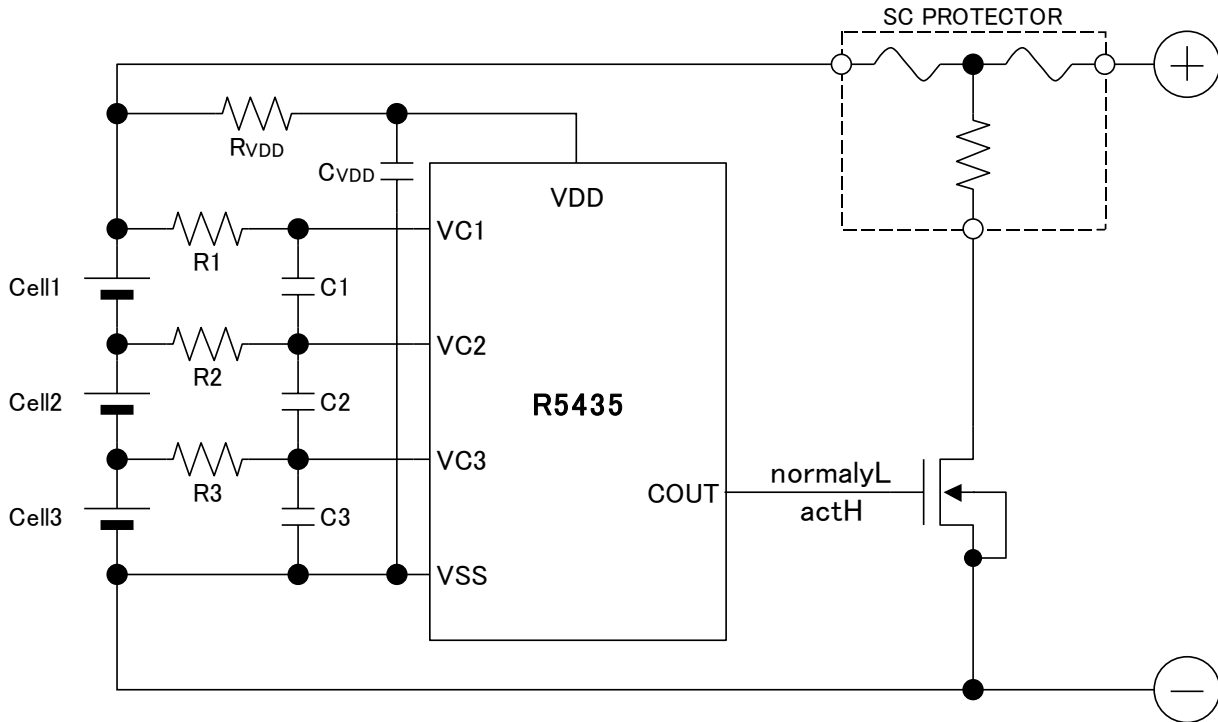 SC PROTECTOR
+
RVDD
CVDD
VDD
VC1
R1
Cell1
C1
VC2
R2
Cell2
C2
R5435
VC3
R3
normalyL
COUT
actH
Cell3
C3
VSS
−